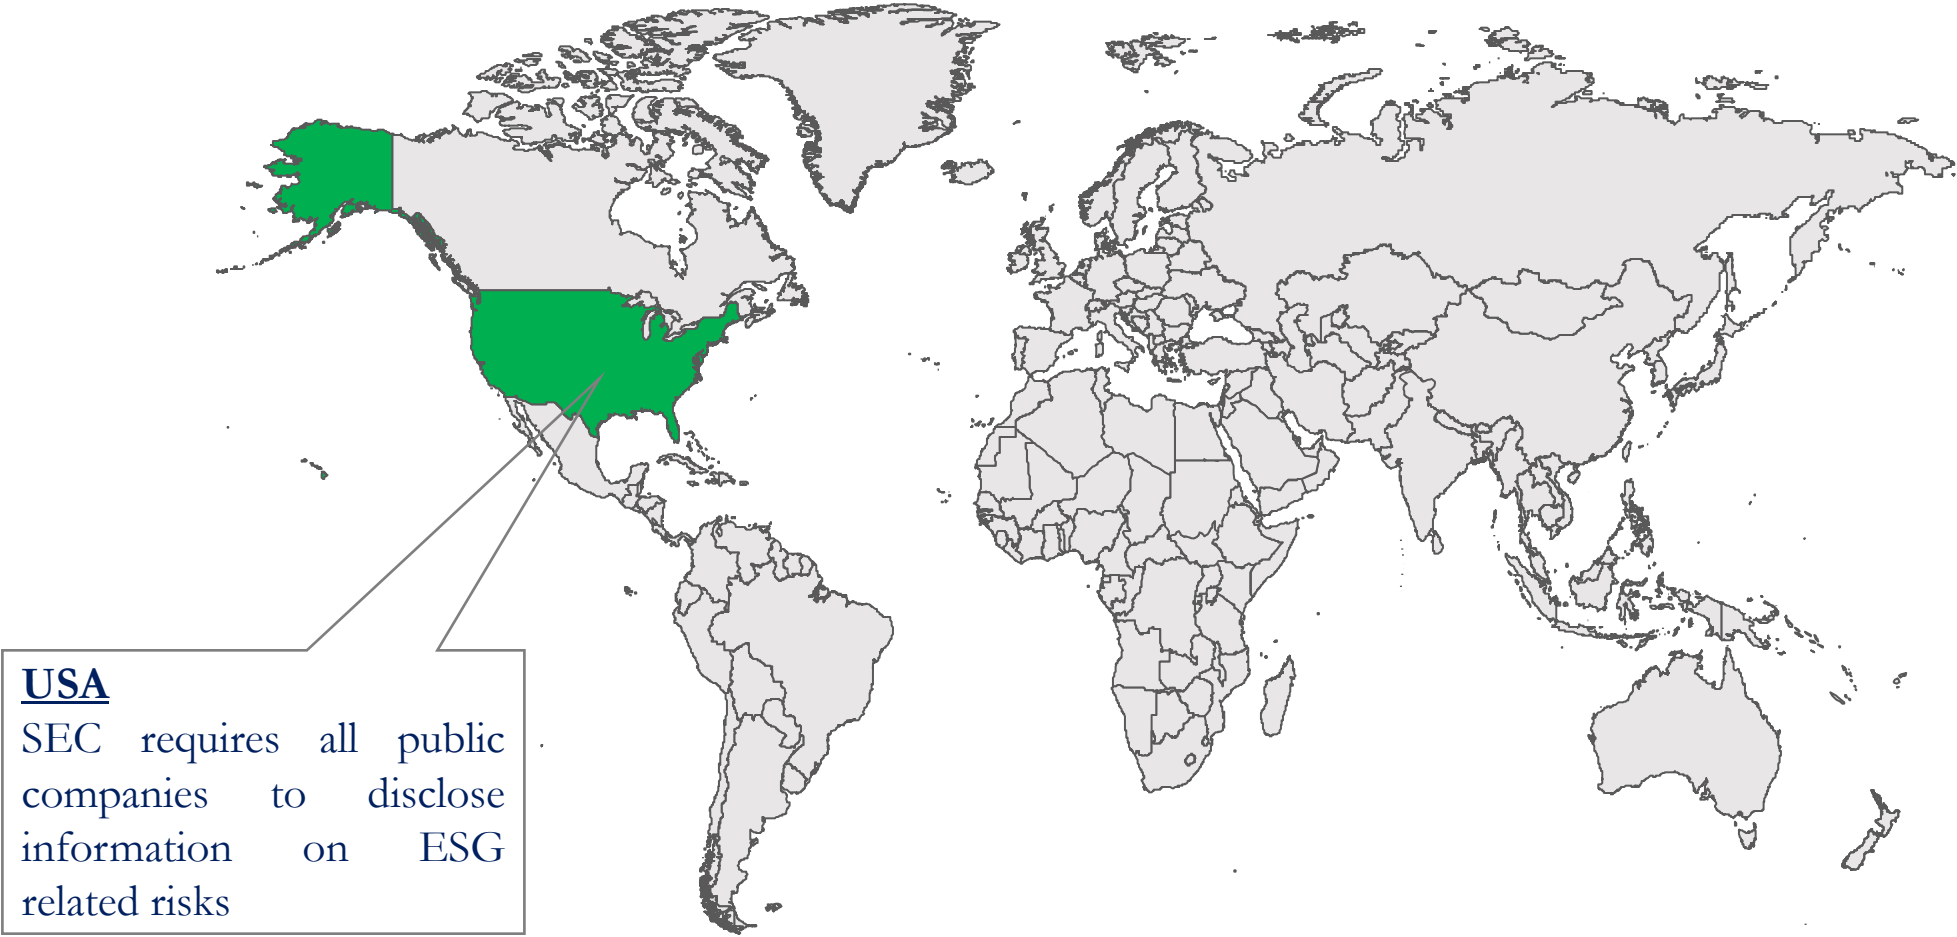 USA
SEC requires all public
companies to disclose
information on ESG
related risks